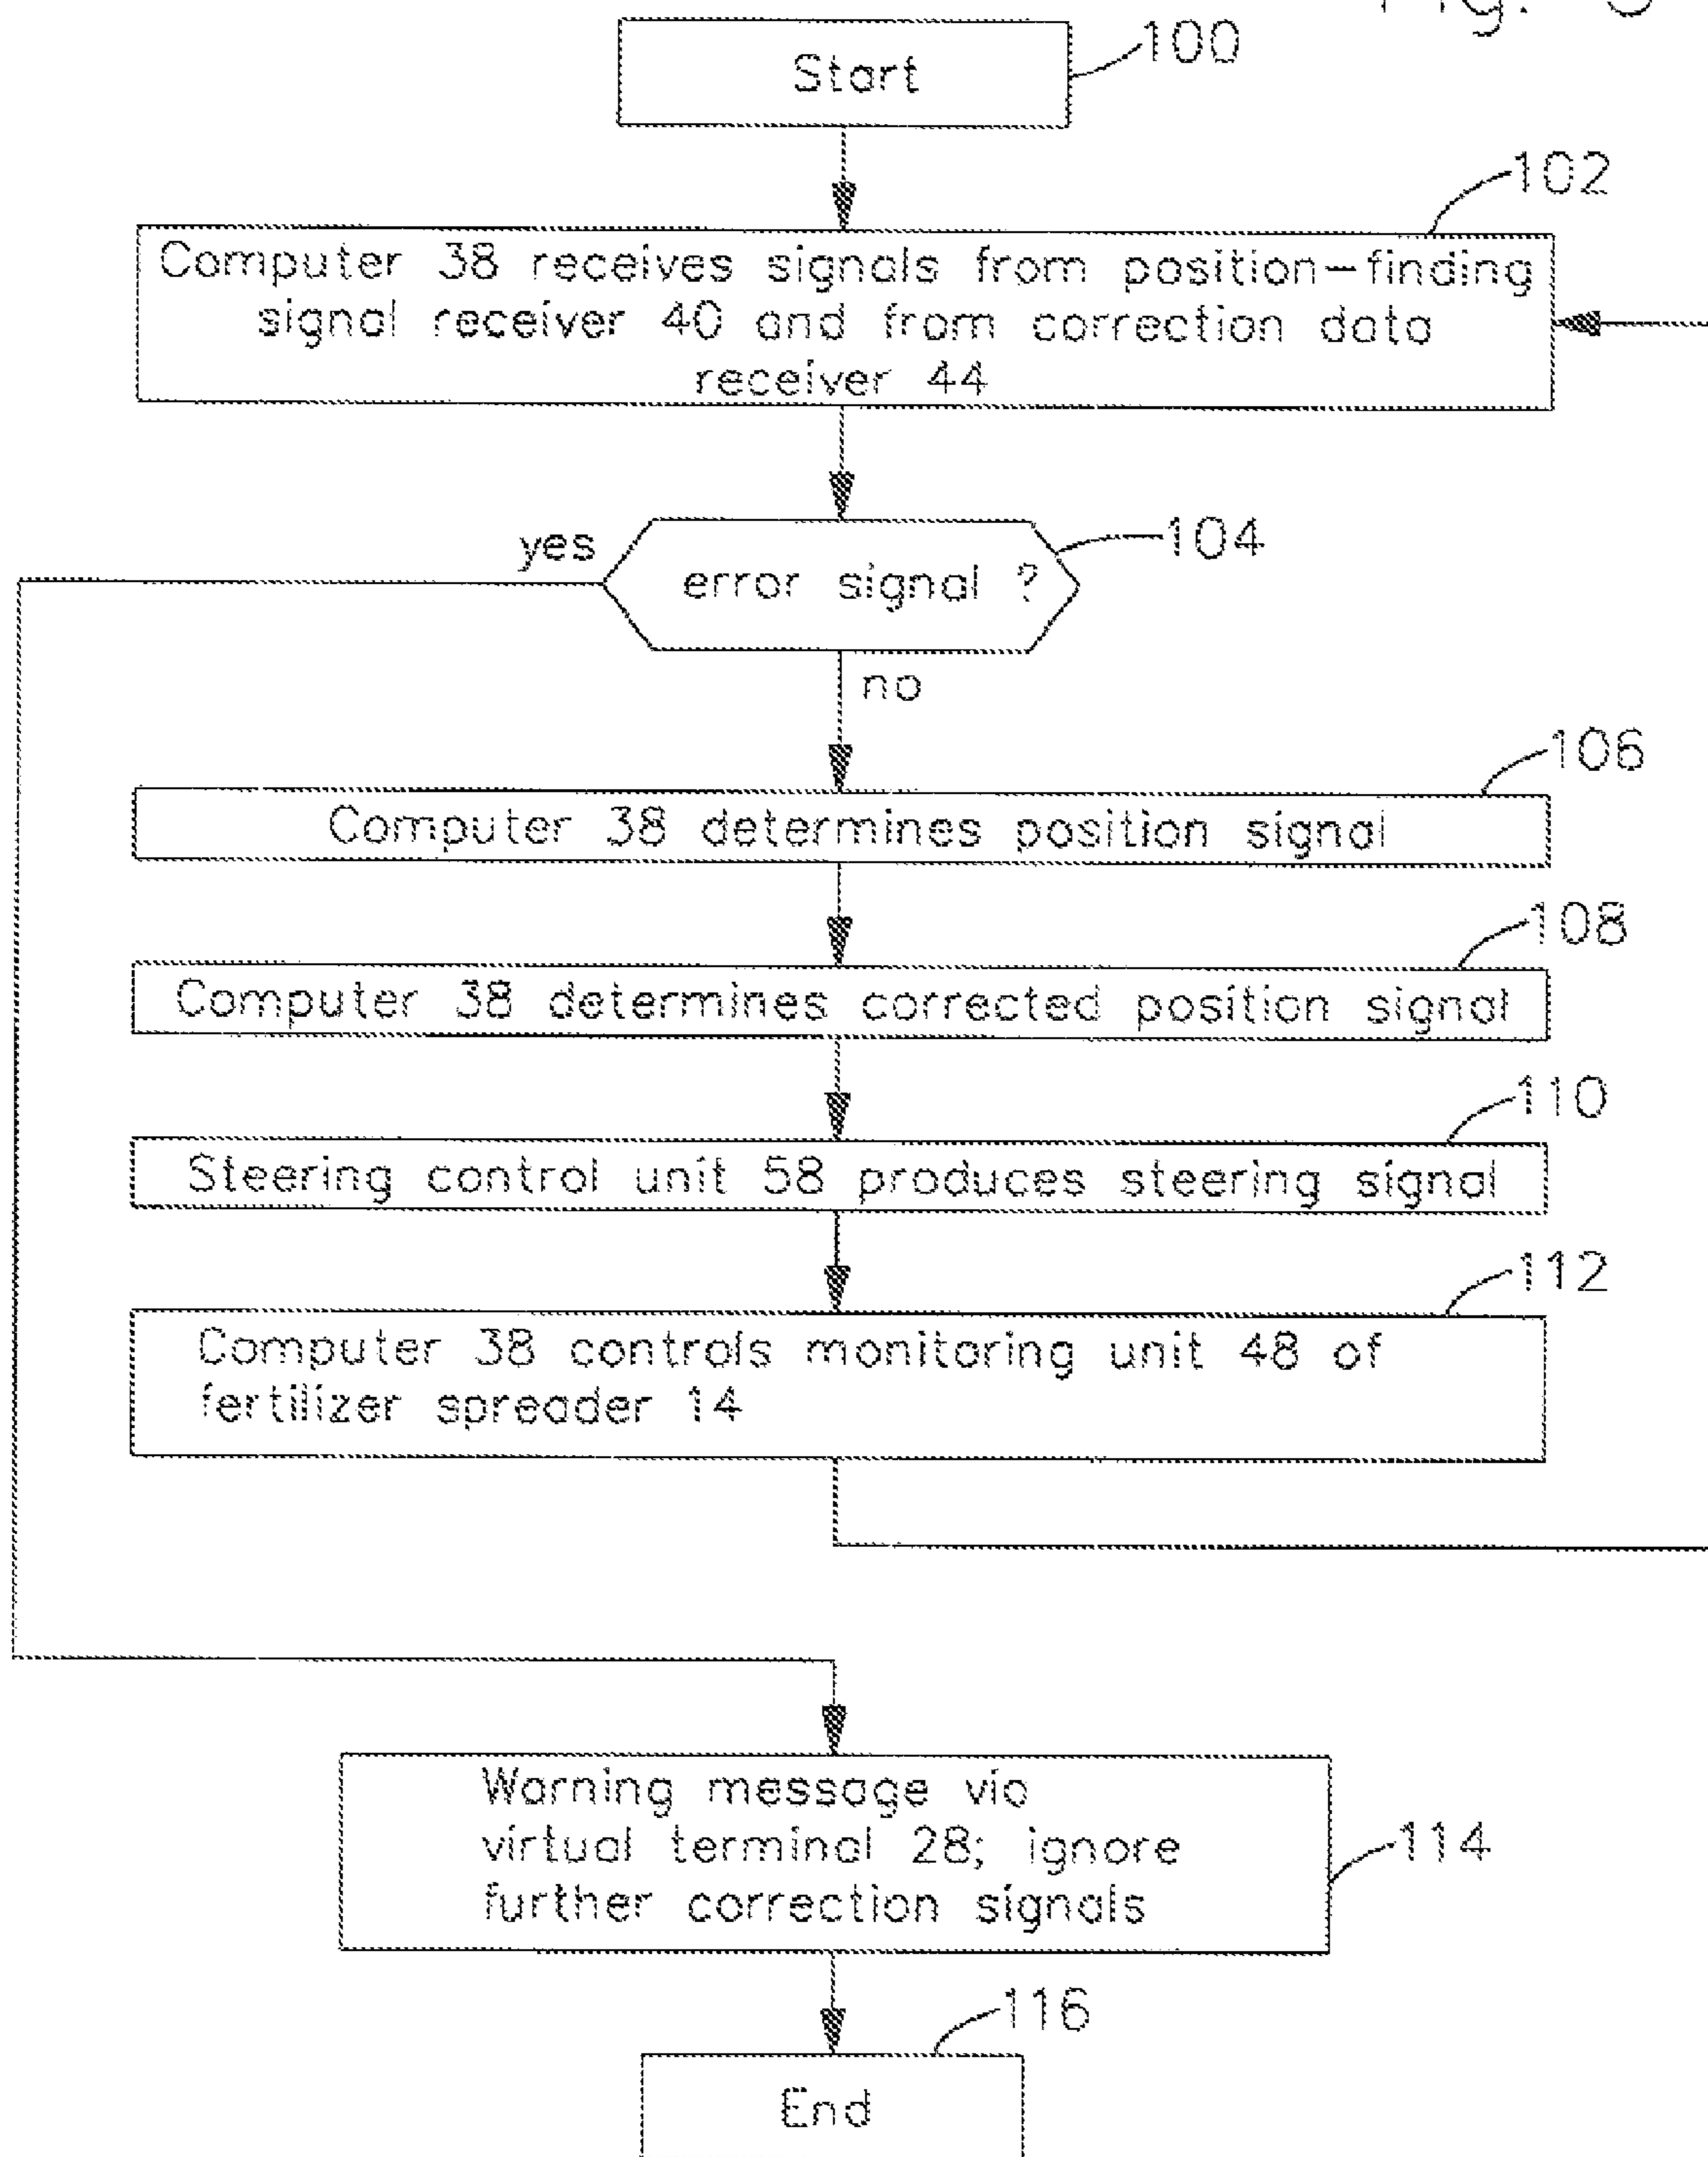 Fig.
Start
100
102
Computer 38 receives signals from position-finding
signal receiver 40 and from correction data
receiver 44
yes
104
error signal ?
no
106
Computer 38 determines position signal
108
Computer 38 determines corrected position signal
110
Steering control unit 58 produces steering signal
112
Computer 38 controls monitoring unit 48 of
fertilizer spreader 14
Warning message via
virtual terminal 28; ignore
further correction signals
114
116
End